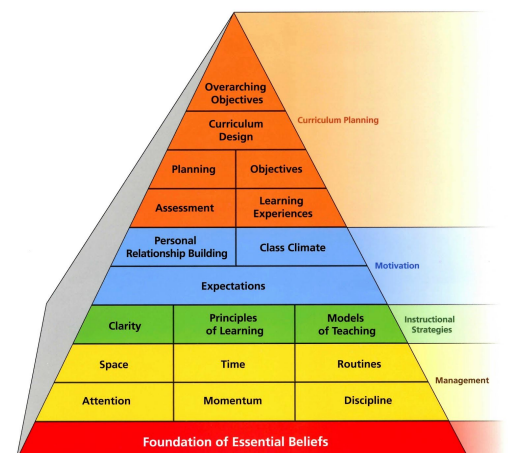 Overarching
Objectives
Curriculum Planning
Curriculum
Design
Planning
Objectives
Assessment
Learning
Experiences
Personal
Relationship Building
Class Climate
Motivation
Expectations
Clarity
Principles
of Learning
Models
of Teaching
Instructional
Strategies
Space
Time
Routines
Management
Attention
Momentum
Discipline
Foundation of Essential Beliefs